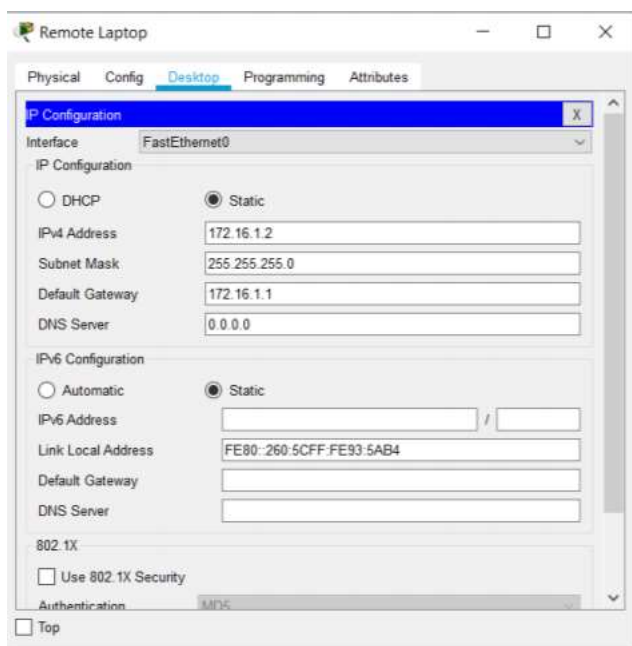 Remote Laptop
Physical Config Desktop Programming Attributes
IP Configuration X
Interface FastEthernet0
IP Configuration
DHCP Static
IPv4 Address 172.16.1.2
Subnet Mask 255.255.255.0
Default Gateway 172.16.1.1
DNS Server 0.0.0.0
IPv6 Configuration
Automatic Static
IPv6 Address /
Link Local Address FE80::260:5CFF:FE93:5AB4
Default Gateway
DNS Server
802.1X
Use 802.1X Security
Authentication MD5
Top